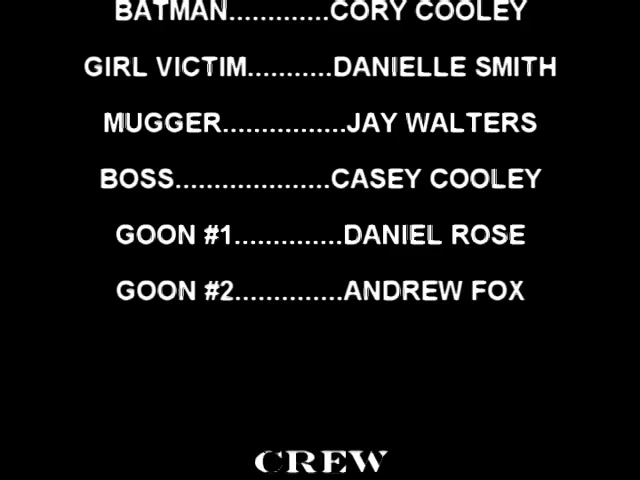 BATMAN.............CORY COOLEY
GIRL VICTIM...........DANIELLE SMITH
MUGGER................JAY WALTERS
BOSS....................CASEY COOLEY
GOON #1..............DANIEL ROSE
GOON #2..............ANDREW FOX
CREW